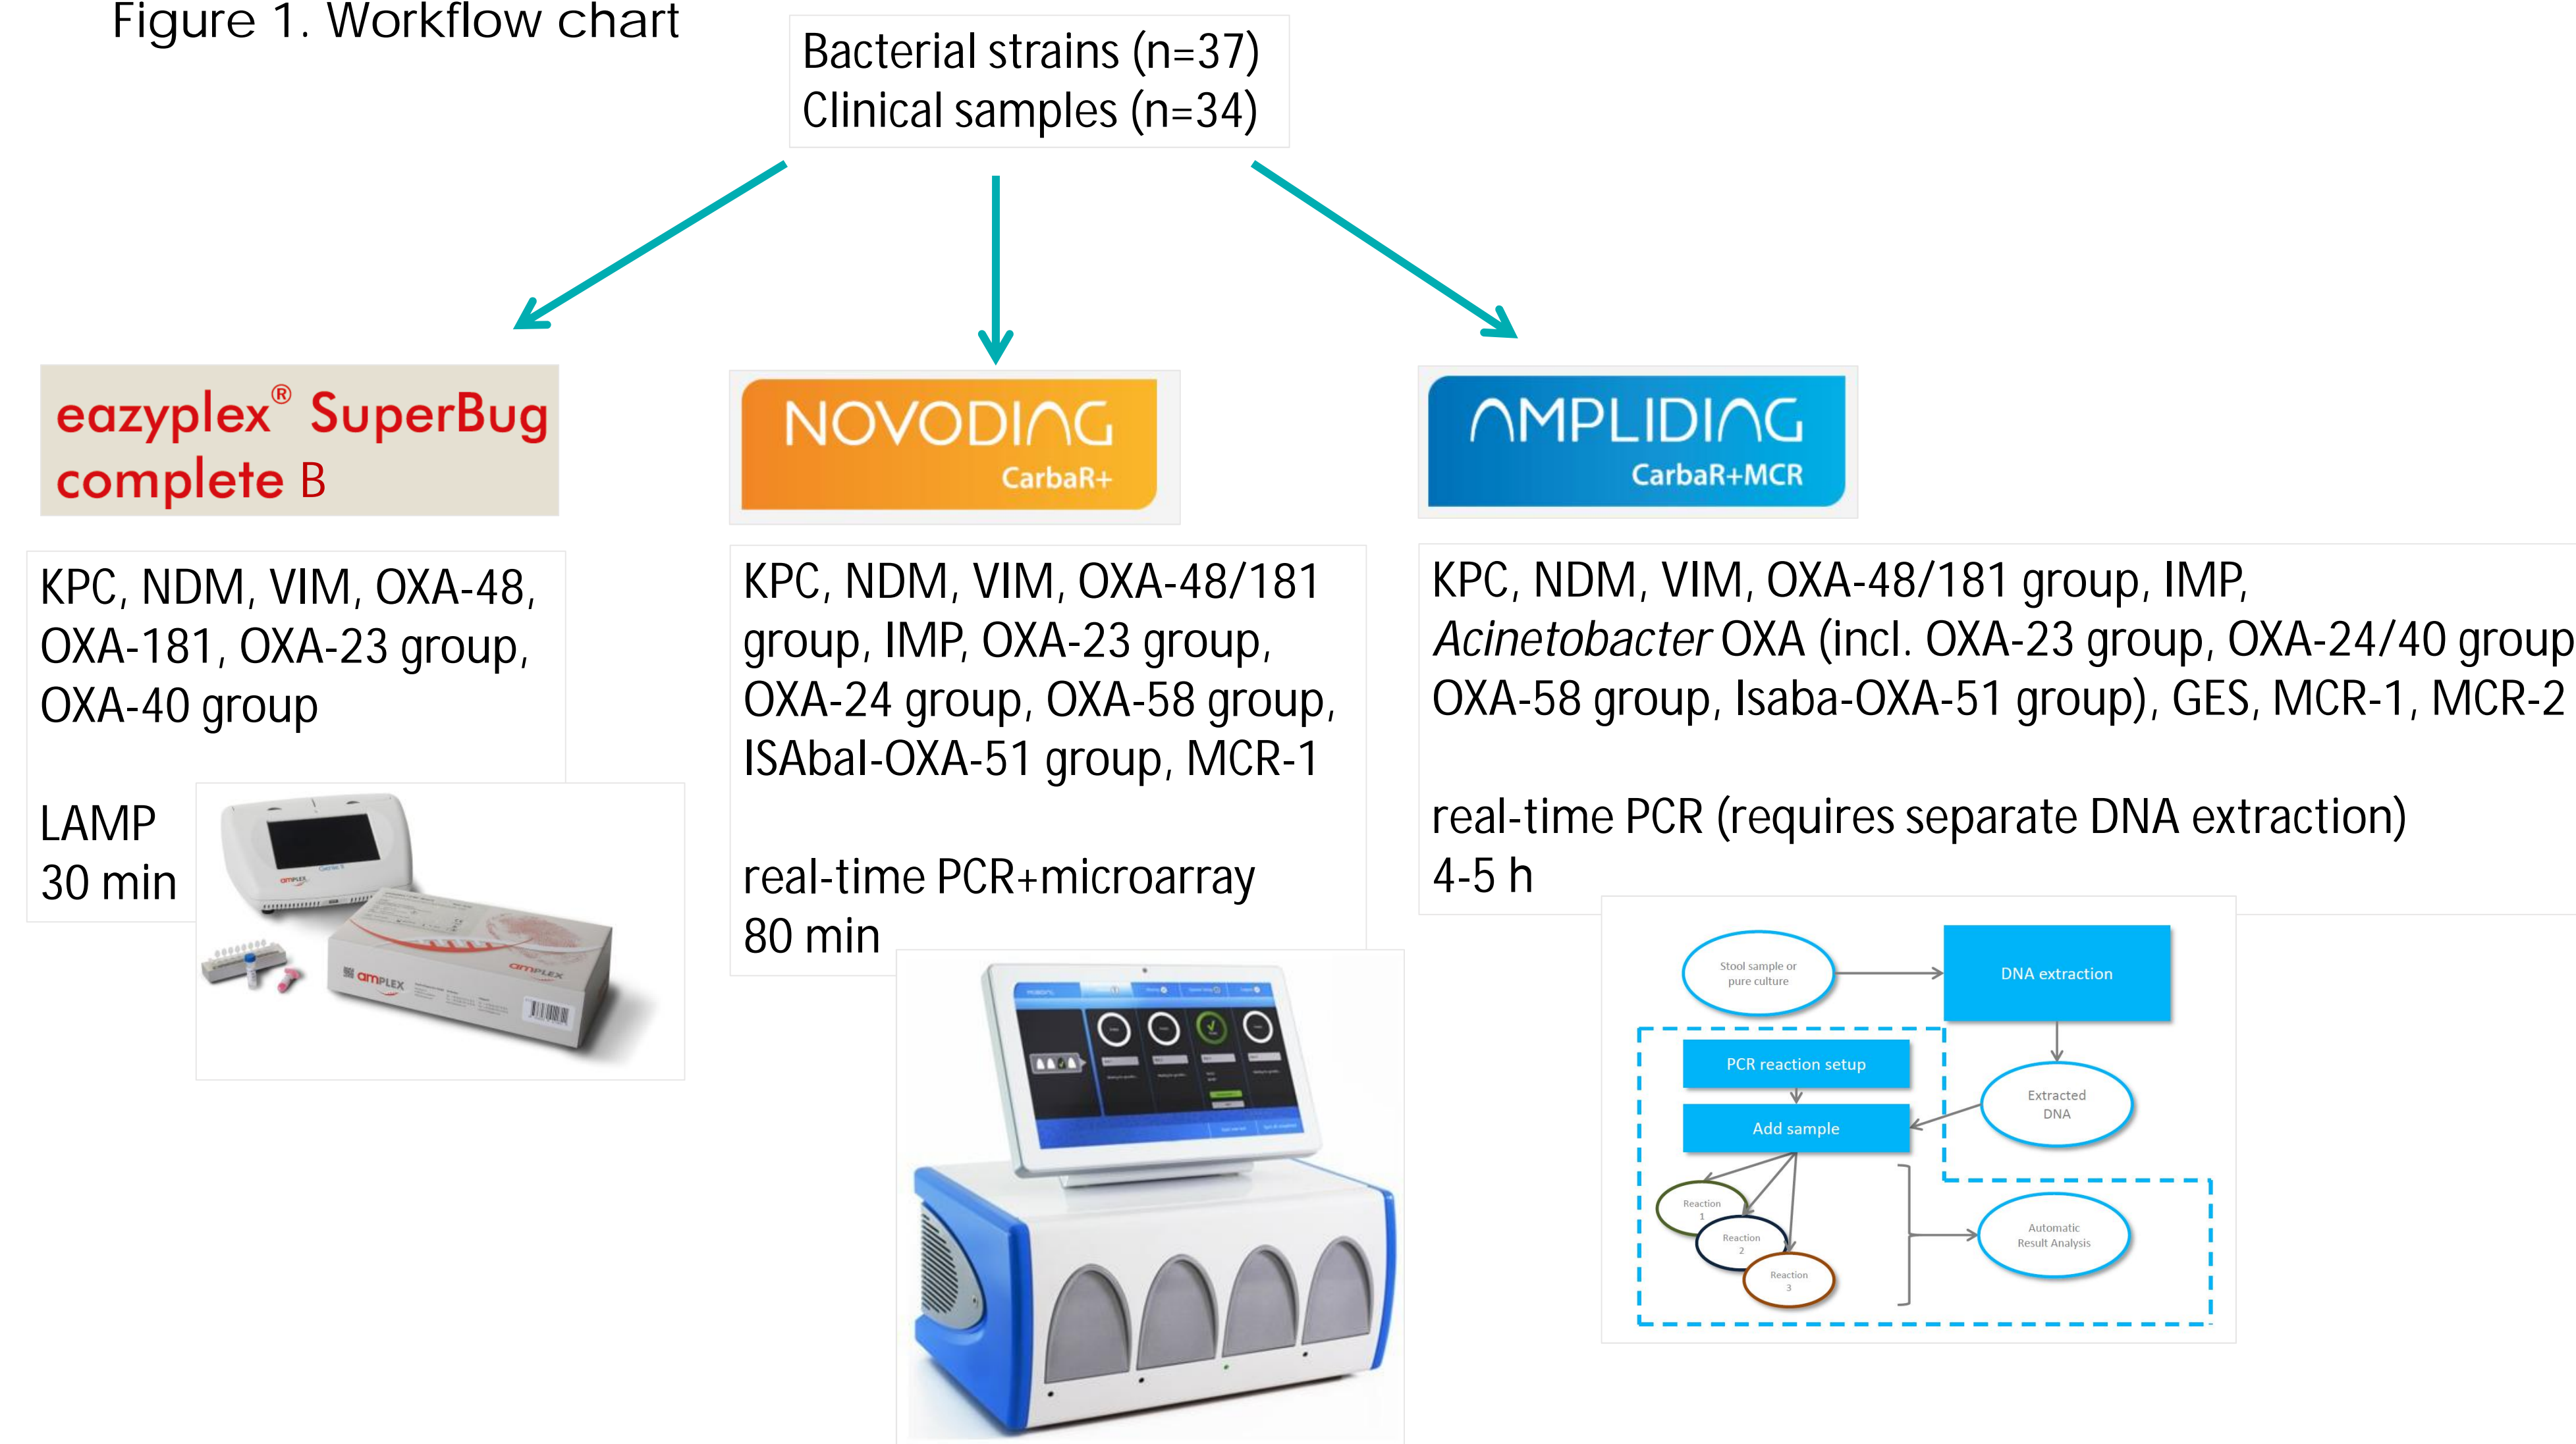 Figure 1. Workflow chart
Bacterial strains (n=37)
Clinical samples (n=34)
eazyplex® SuperBug
complete B
NOVODIAG
CarbaR+
AMPLIDIAG
CarbaR+MCR
KPC, NDM, VIM, OXA-48,
OXA-181, OXA-23 group,
OXA-40 group
LAMP
30 min
amPLEX
amPLEX
amPLEX
KPC, NDM, VIM, OXA-48/181
group, IMP, OXA-23 group,
OXA-24 group, OXA-58 group,
ISAbaI-OXA-51 group, MCR-1
real-time PCR+microarray
80 min
KPC, NDM, VIM, OXA-48/181 group, IMP,
Acinetobacter OXA (incl. OXA-23 group, OXA-24/40 group
OXA-58 group, Isaba-OXA-51 group), GES, MCR-1, MCR-2
real-time PCR (requires separate DNA extraction)
4-5 h
Stool sample or
pure culture
DNA extraction
PCR reaction setup
Extracted
DNA
Add sample
Reaction
1
Reaction
2
Reaction
3
Automatic
Result Analysis